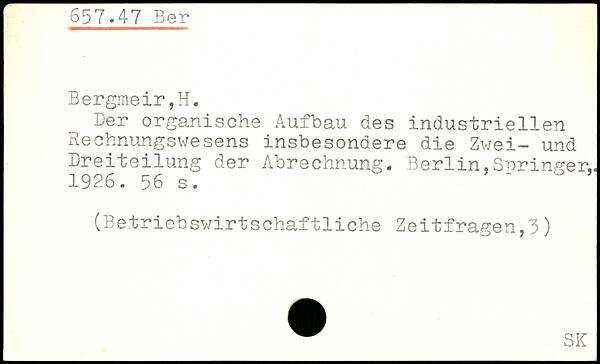 657.47 Ber
Bergmeir,H.
Der organische Aufbau des industriellen
Rechnungswesens insbesondere die Zwei- und
Dreiteilung der Abrechnung. Berlin,Springer,.
1926. 56 s.
(Betriebswirtschaftliche Zeitfragen,3)
SK